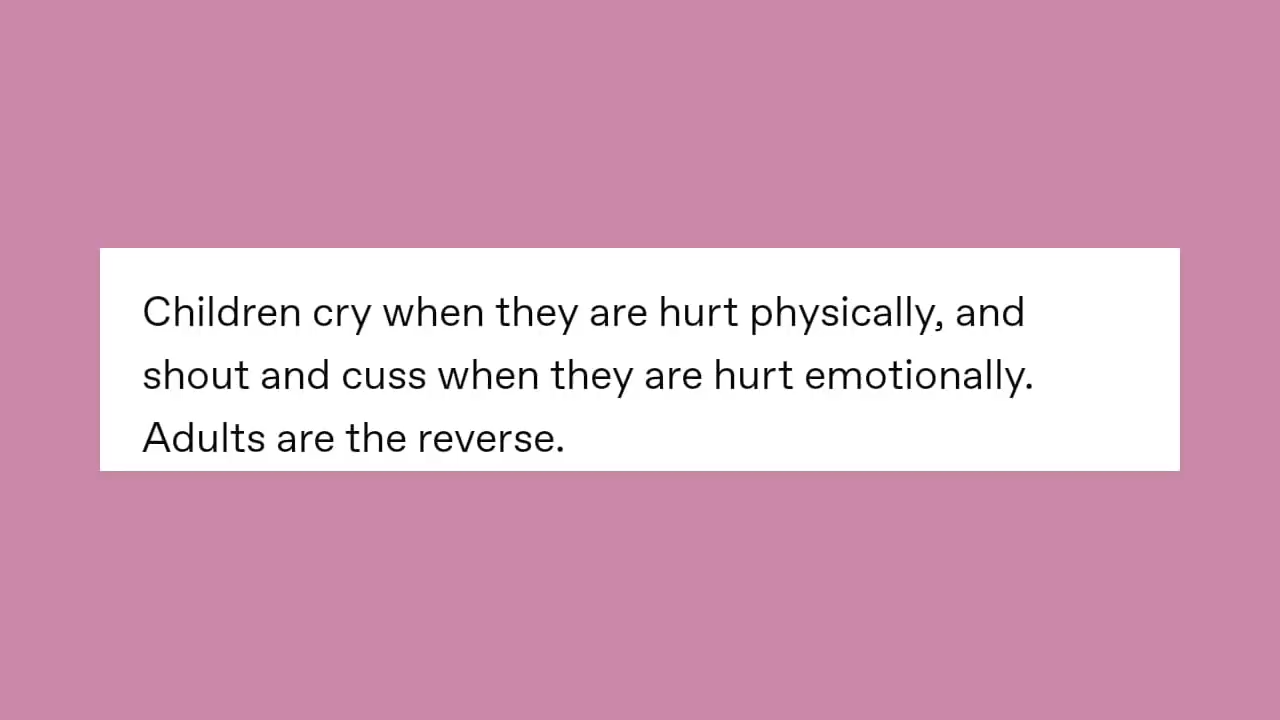 Children cry when they are hurt physically, and
shout and cuss when they are hurt emotionally.
Adults are the reverse.